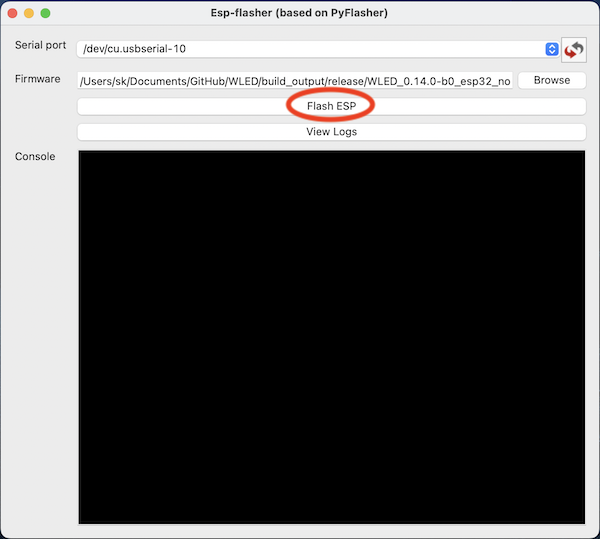 Esp-flasher (based on PyFlasher)
Serial port
/dev/cu.usbserial-10
Firmware
/Users/sk/Documents/GitHub/WLED/build_output/release/WLED_0.14.0-b0_esp32_no
Browse
Flash ESP
View Logs
Console